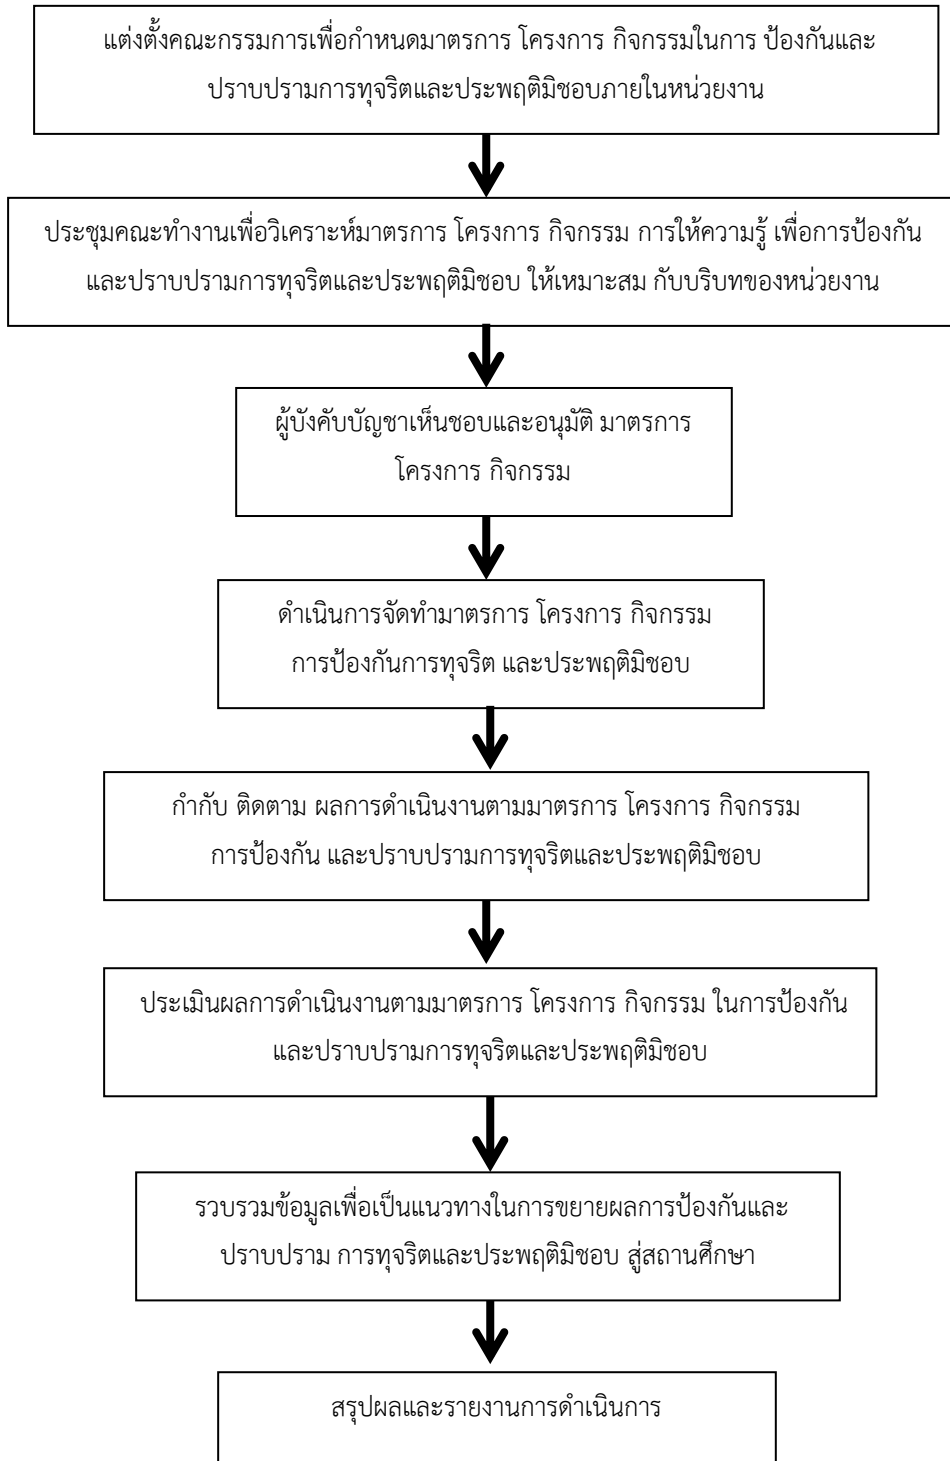 แต่งตั้งคณะกรรมการเพื่อกำหนดมาตรการ โครงการ กิจกรรมในการ ป้องกันและ
ปราบปรามการทุจริตและประพฤติมิชอบภายในหน่วยงาน
ประชุมคณะทำงานเพื่อวิเคราะห์มาตรการ โครงการ กิจกรรม การให้ความรู้ เพื่อการป้องกัน
และปราบปรามการทุจริตและประพฤติมิชอบ ให้เหมาะสม กับบริบทของหน่วยงาน
ผู้บังคับบัญชาเห็นชอบและอนุมัติ มาตรการ
โครงการ กิจกรรม
ดำเนินการจัดทำมาตรการ โครงการ กิจกรรม
การป้องกันการทุจริต และประพฤติมิชอบ
กำกับ ติดตาม ผลการดำเนินงานตามมาตรการ โครงการ กิจกรรม
การป้องกัน และปราบปรามการทุจริตและประพฤติมิชอบ
ประเมินผลการดำเนินงานตามมาตรการ โครงการ กิจกรรม ในการป้องกัน
และปราบปรามการทุจริตและประพฤติมิชอบ
รวบรวมข้อมูลเพื่อเป็นแนวทางในการขยายผลการป้องกันและ
ปราบปราม การทุจริตและประพฤติมิชอบ สู่สถานศึกษา
สรุปผลและรายงานการดำเนินการ